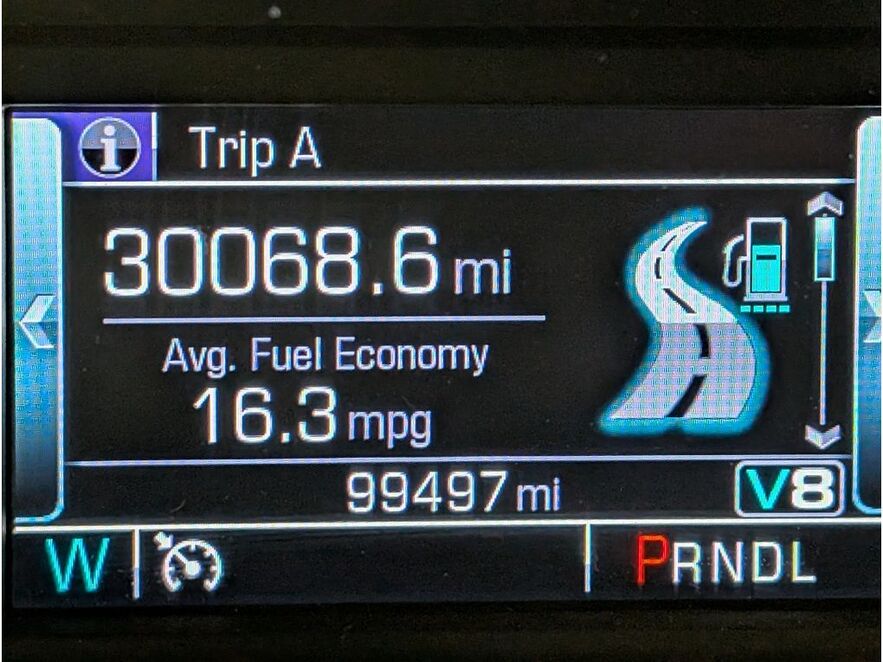 i Trip A
30068.6 mi
Avg. Fuel Economy
16.3 mpg
99497 mi V8
W PRNDL